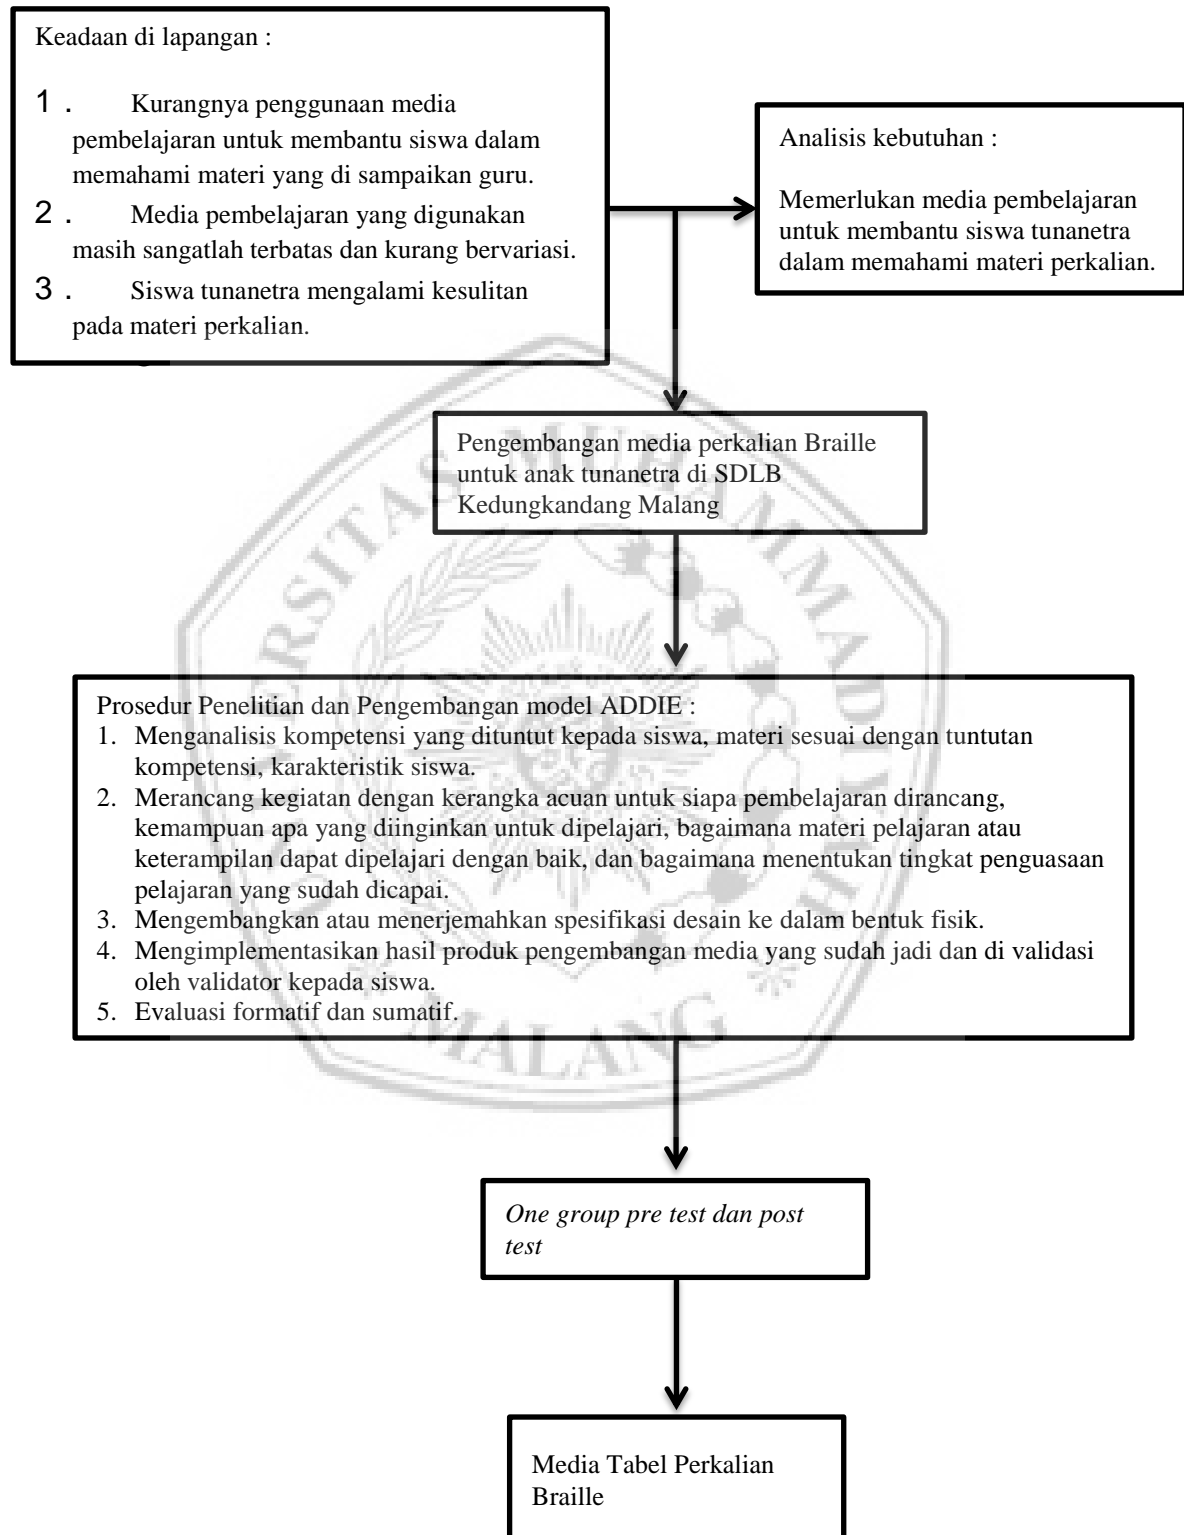 Keadaan di lapangan :
1. Kurangnya penggunaan media
pembelajaran untuk membantu siswa dalam
memahami materi yang di sampaikan guru.
2. Media pembelajaran yang digunakan
masih sangatlah terbatas dan kurang bervariasi.
3. Siswa tunanetra mengalami kesulitan
pada materi perkalian.
Analisis kebutuhan :
Memerlukan media pembelajaran
untuk membantu siswa tunanetra
dalam memahami materi perkalian.
Pengembangan media perkalian Braille
untuk anak tunanetra di SDLB
Kedungkandang Malang
Prosedur Penelitian dan Pengembangan model ADDIE :
1. Menganalisis kompetensi yang dituntut kepada siswa, materi sesuai dengan tuntutan
kompetensi, karakteristik siswa.
2. Merancang kegiatan dengan kerangka acuan untuk siapa pembelajaran dirancang,
kemampuan apa yang diinginkan untuk dipelajari, bagaimana materi pelajaran atau
keterampilan dapat dipelajari dengan baik, dan bagaimana menentukan tingkat penguasaan
pelajaran yang sudah dicapai.
3. Mengembangkan atau menerjemahkan spesifikasi desain ke dalam bentuk fisik.
4. Mengimplementasikan hasil produk pengembangan media yang sudah jadi dan di validasi
oleh validator kepada siswa.
5. Evaluasi formatif dan sumatif.
One group pre test dan post
test
Media Tabel Perkalian
Braille
UNIVERSITAS MUHAMMADIYAH
MALANG